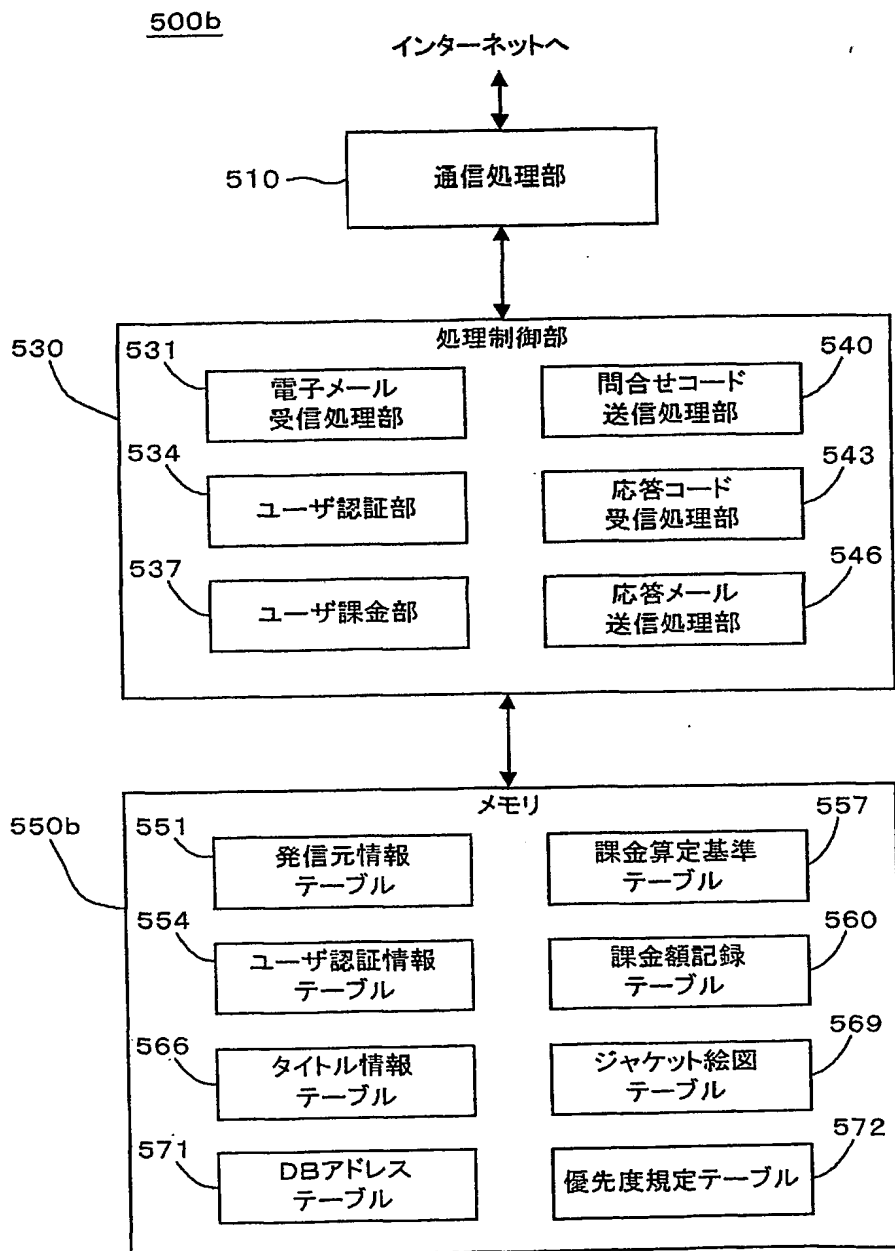 500b
インターネットへ
510
通信処理部
530
処理制御部
531
電子メール
受信処理部
540
問合せコード
送信処理部
534
ユーザ認証部
543
応答コード
受信処理部
537
ユーザ課金部
546
応答メール
送信処理部
550b
メモリ
551
発信元情報
テーブル
557
課金算定基準
テーブル
554
ユーザ認証情報
テーブル
560
課金額記録
テーブル
566
タイトル情報
テーブル
569
ジャケット絵図
テーブル
571
DBアドレス
テーブル
572
優先度規定テーブル